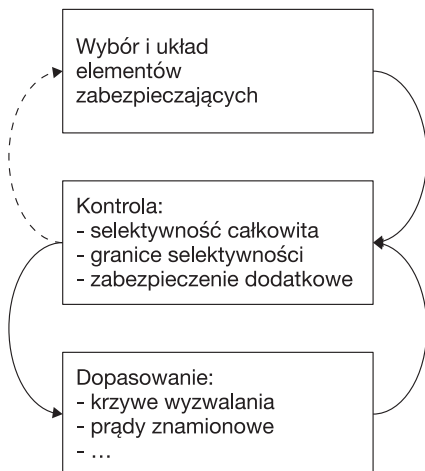 Wybór i układ
elementów
zabezpieczających
Kontrola:
- selektywność całkowita
- granice selektywności
- zabezpieczenie dodatkowe
Dopasowanie:
- krzywe wyzwalania
- prądy znamionowe
- ...